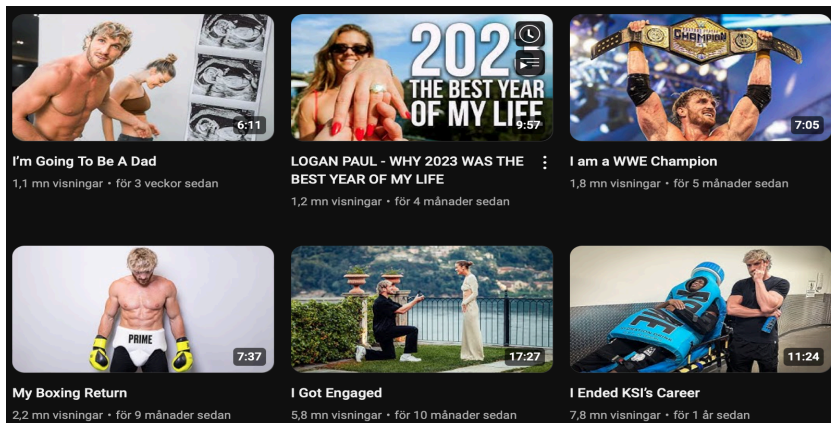 6:11
202
THE BEST YEAR
OF MY LIFE
9:57
CHAMPION
7:05
I'm Going To Be A Dad
1,1 mn visningar • för 3 veckor sedan
LOGAN PAUL - WHY 2023 WAS THE
BEST YEAR OF MY LIFE
1,2 mn visningar • för 4 månader sedan
I am a WWE Champion
1,8 mn visningar • för 5 månader sedan
PRIME
7:37
17:27
11:24
My Boxing Return
2,2 mn visningar • för 9 månader sedan
I Got Engaged
5,8 mn visningar • för 10 månader sedan
I Ended KSI's Career
7,8 mn visningar • för 1 år sedan